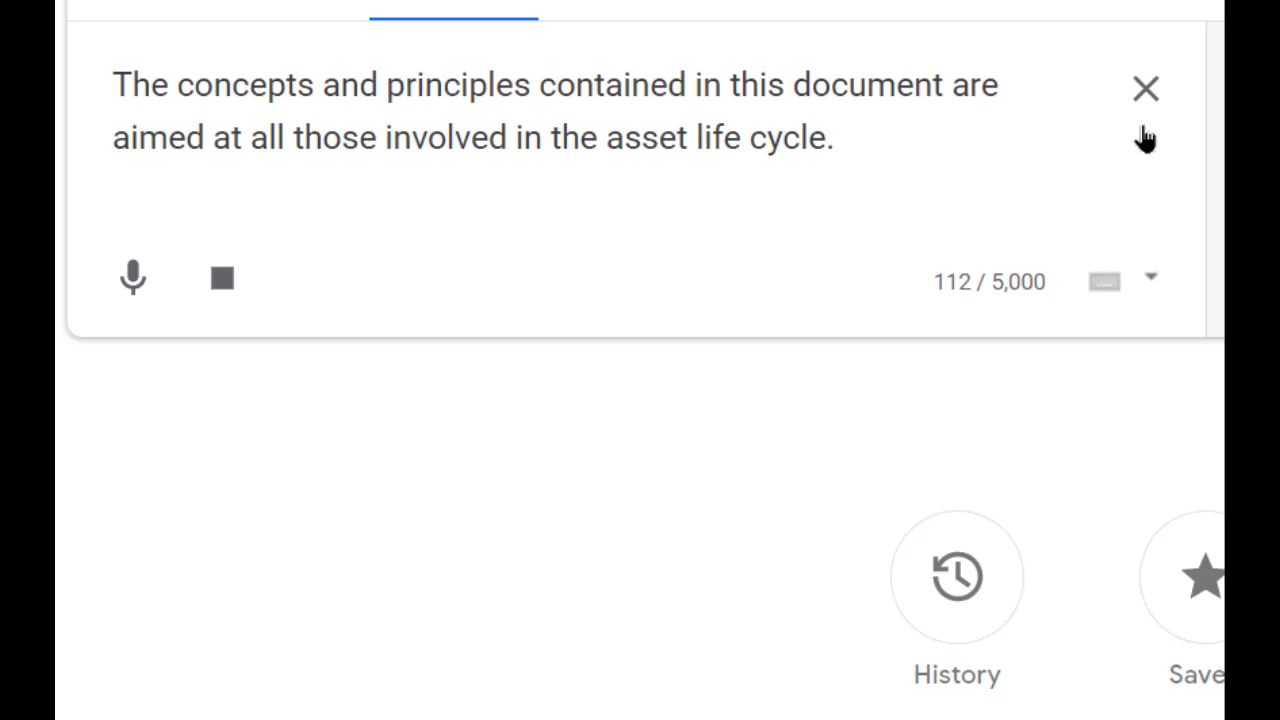 The concepts and principles contained in this document are
aimed at all those involved in the asset life cycle.
112 / 5,000
History
Save